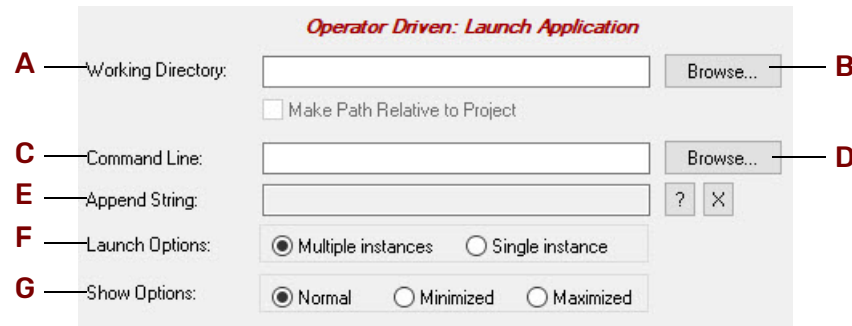 Operator Driven: Launch Application
A Working Directory: Browse... B
Make Path Relative to Project
C Command Line: Browse... D
E Append String: ? X
F Launch Options: Multiple instances Single instance
G Show Options: Normal Minimized Maximized